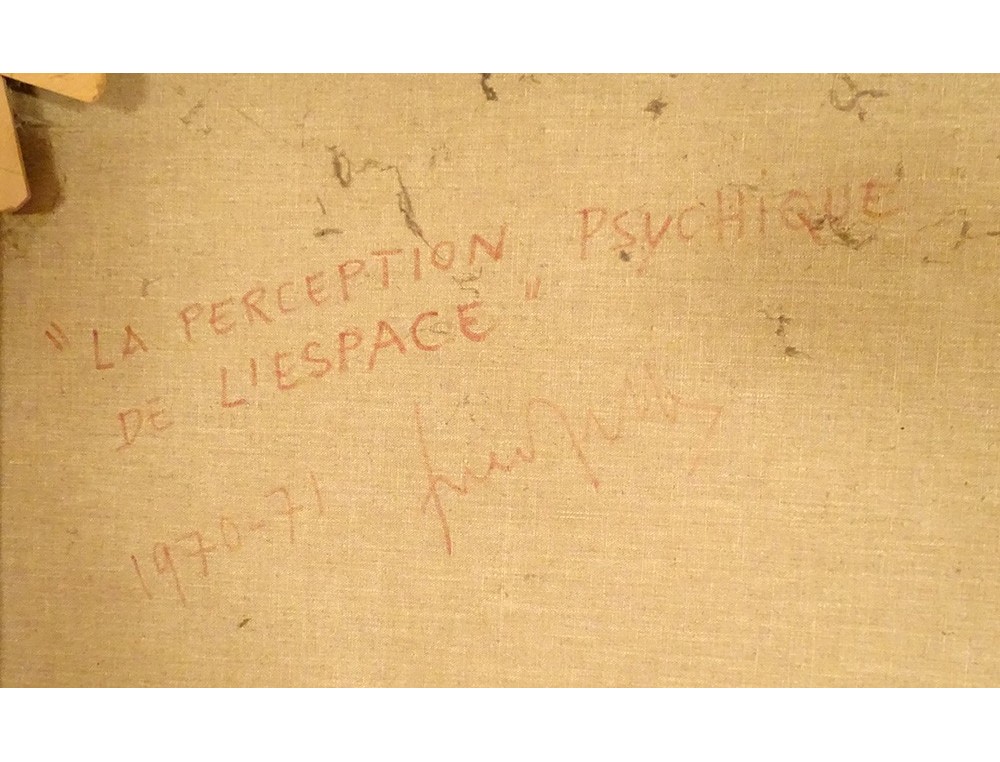 "LA PERCEPTION PSYCHIQUE
DE L'ESPACE"
1970-71